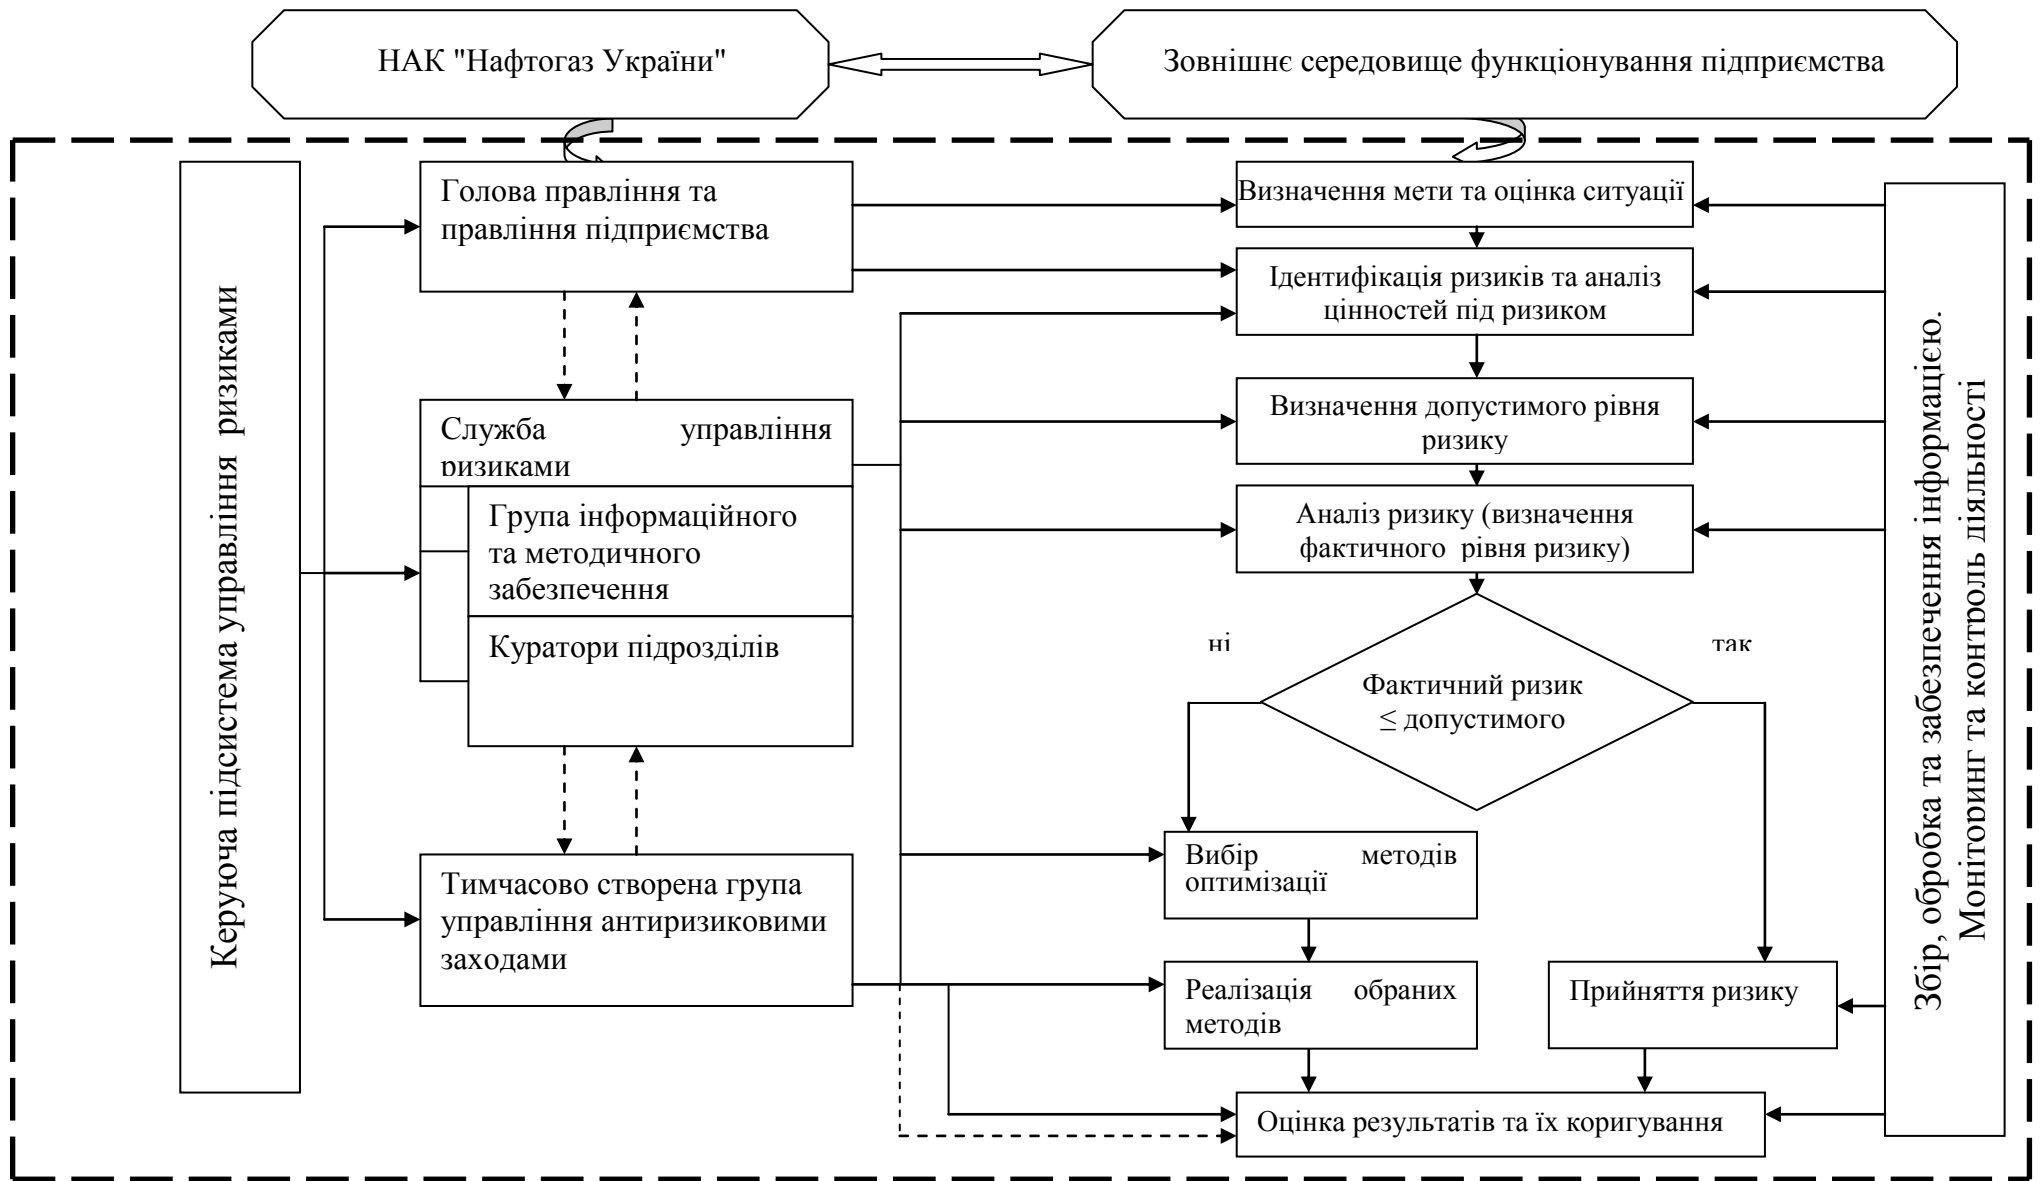 НАК "Нафтогаз України"
Зовнішнє середовище функціонування підприємства
Керуюча підсистема управління ризиками
Голова правління та
правління підприємства
Служба управління
ризиками
Група інформаційного
та методичного
забезпечення
Куратори підрозділів
Тимчасово створена група
управління антиризиковими
заходами
Визначення мети та оцінка ситуації
Ідентифікація ризиків та аналіз
цінностей під ризиком
Визначення допустимого рівня
ризику
Аналіз ризику (визначення
фактичного рівня ризику)
ні
так
Фактичний ризик
≤ допустимого
Вибір методів
оптимізації
Реалізація обраних
методів
Прийняття ризику
Оцінка результатів та їх коригування
Збір, обробка та забезпечення інформацією.
Моніторинг та контроль діяльності